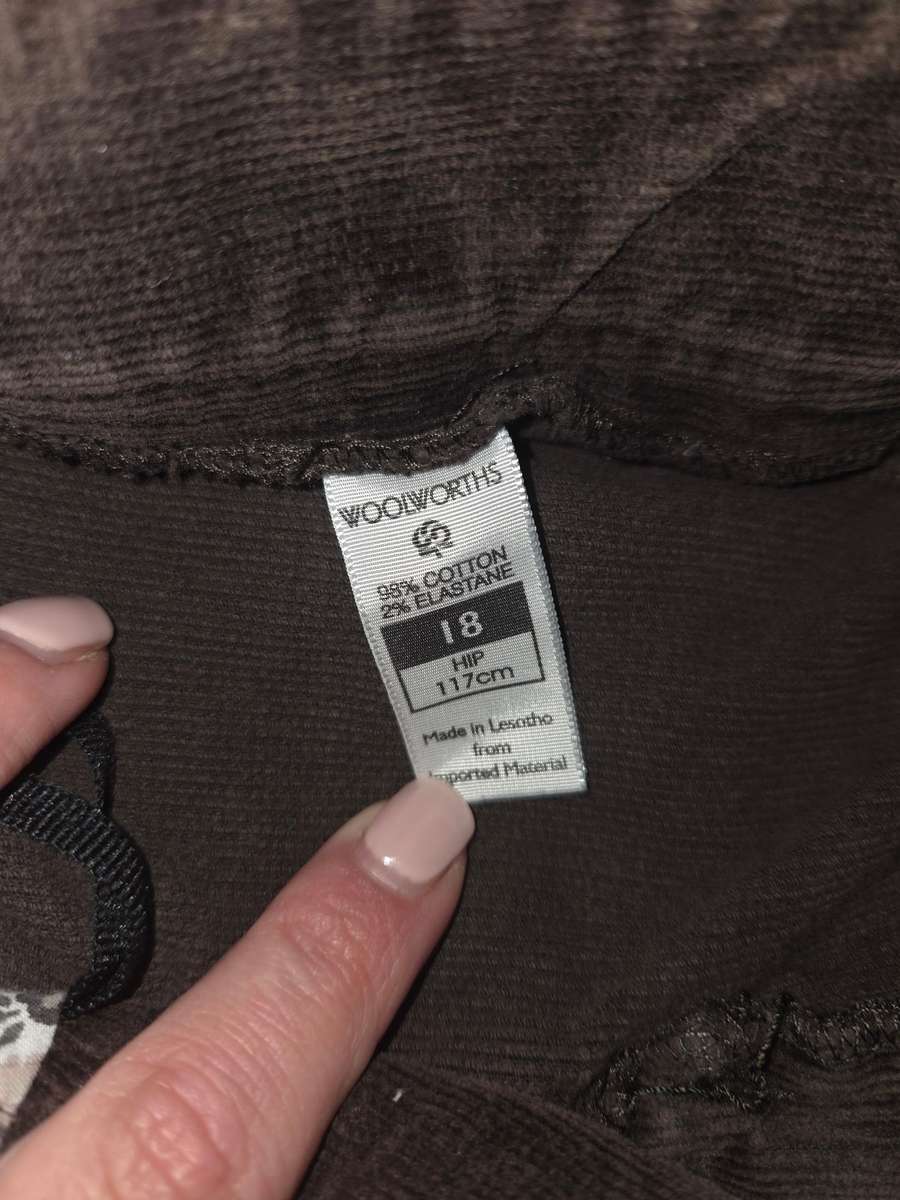 WOOLWORTHS
98% COTTON
2% ELASTANE
18
HIP
117cm
Made in Lesotho
from
Imported Material